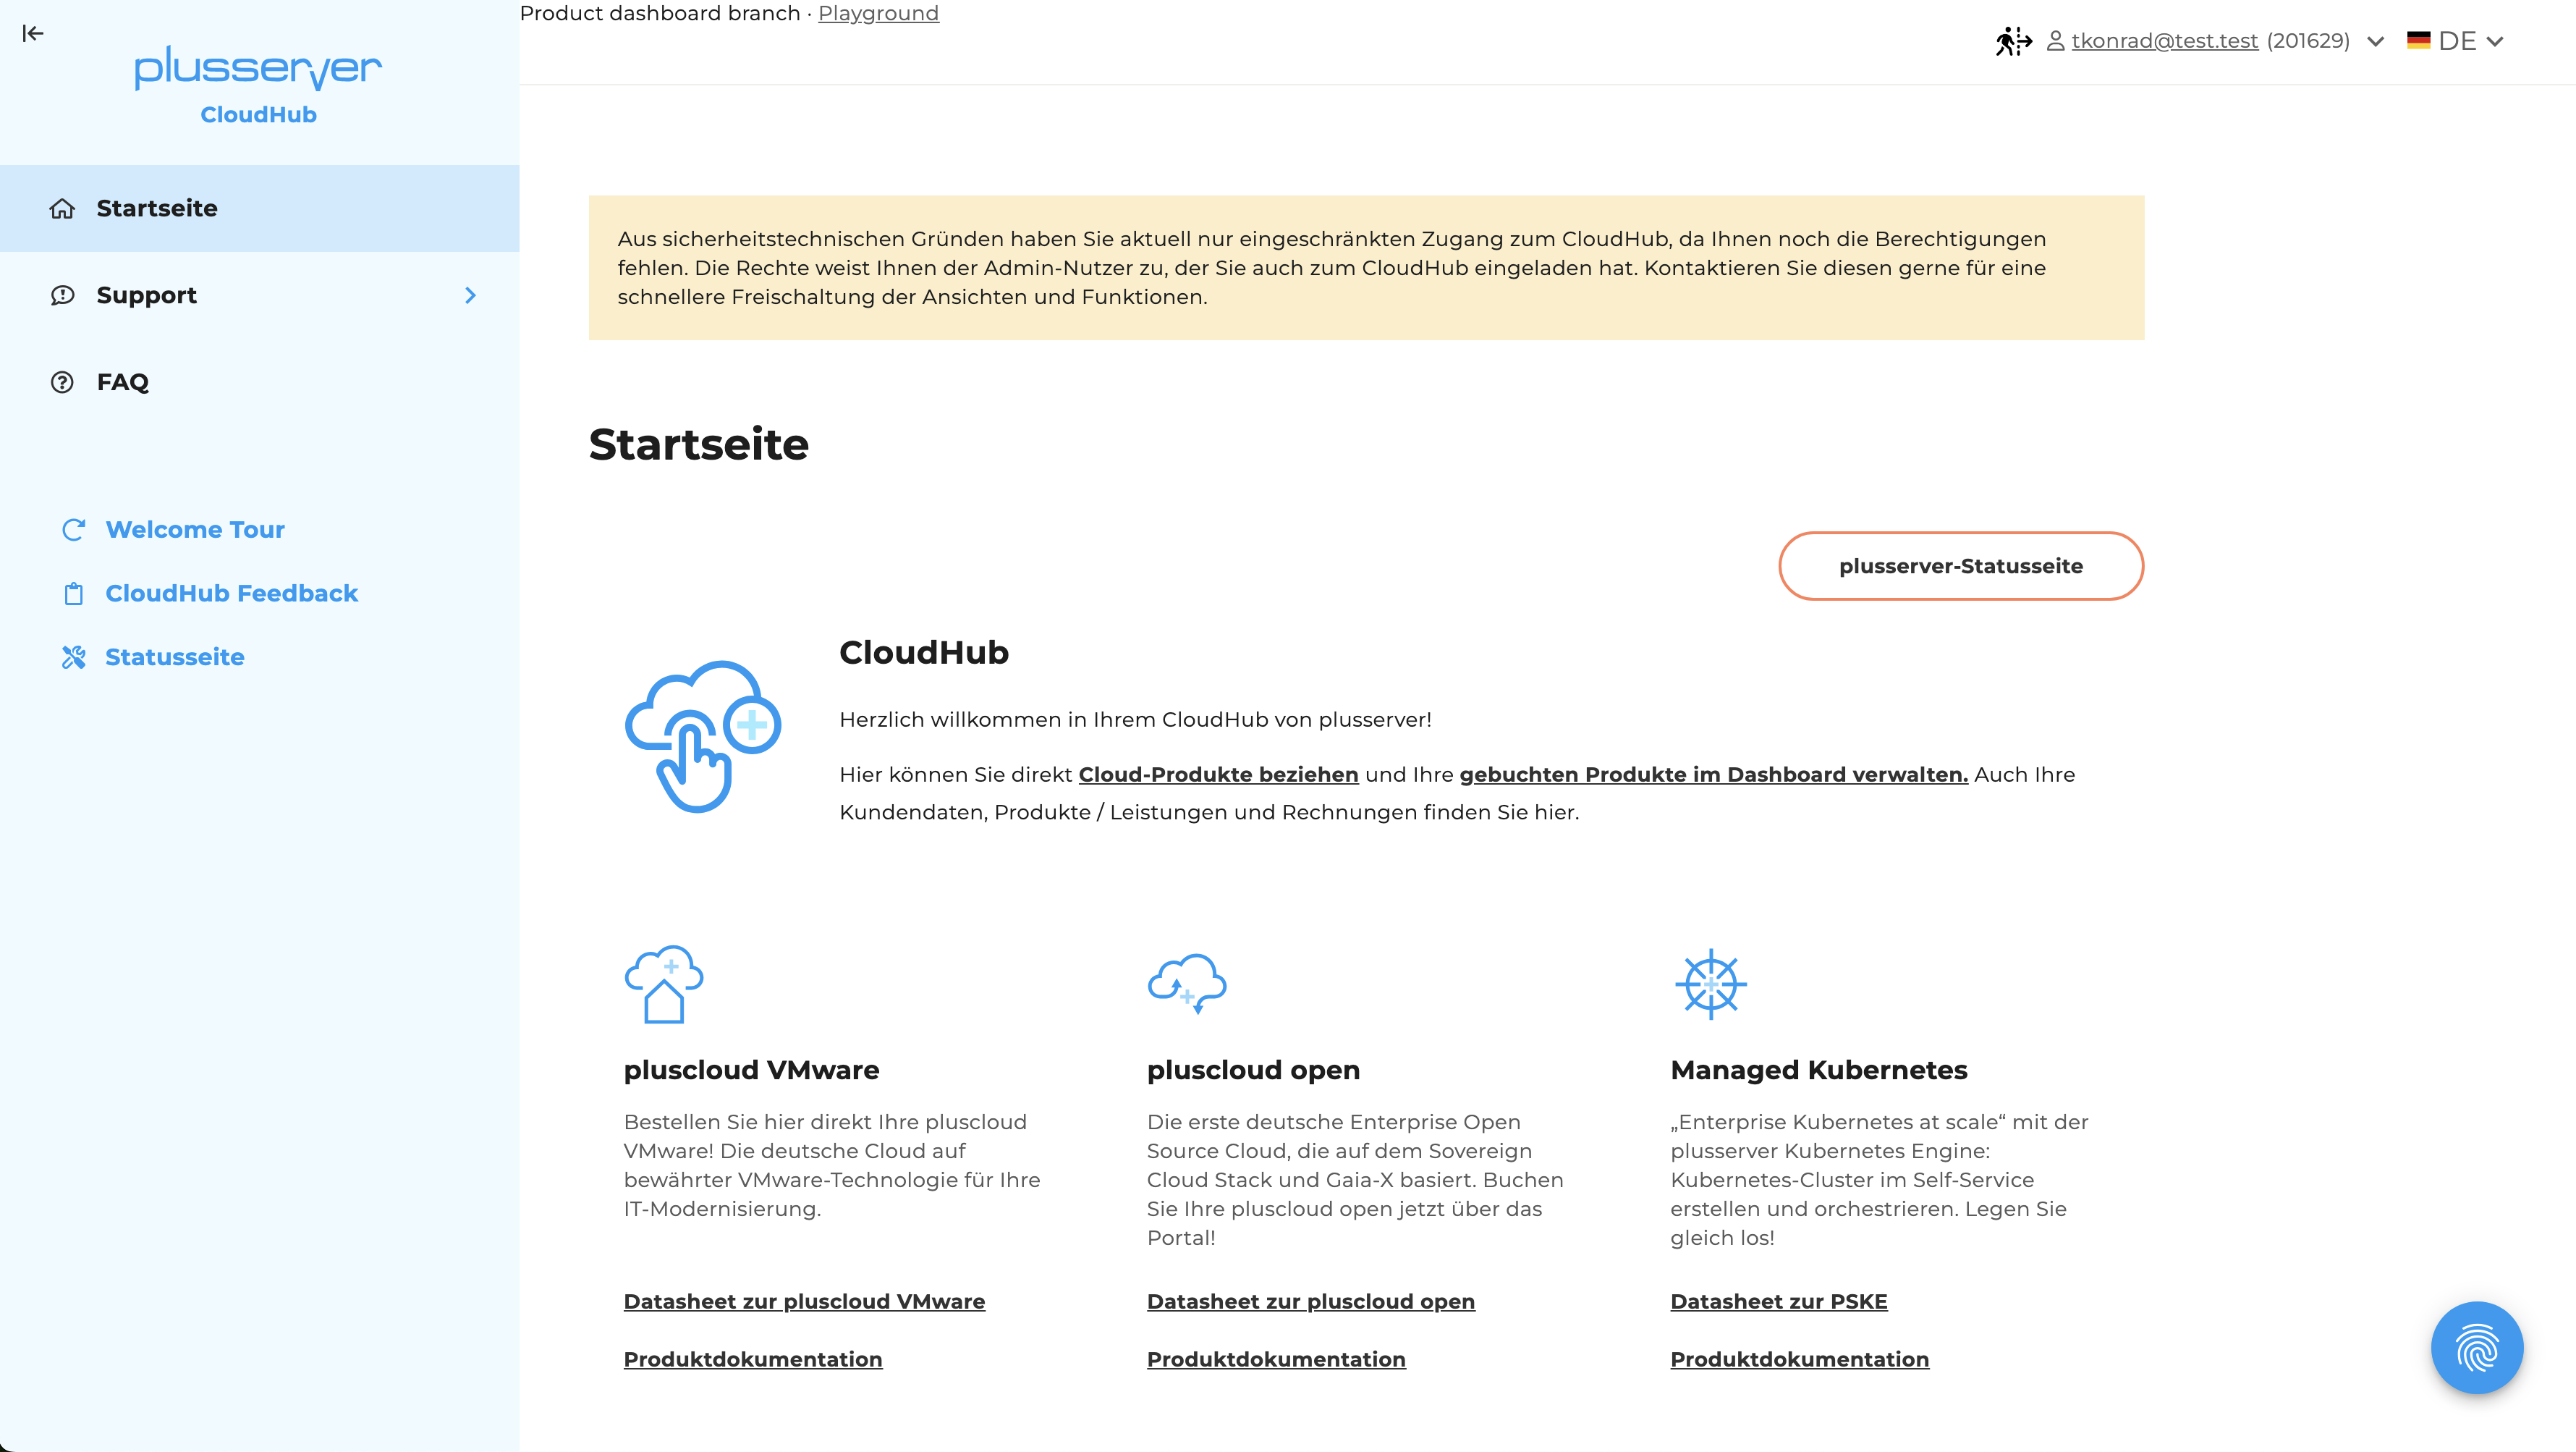 Product dashboard branch · Playground
tkonrad@test.test (201629)
DE
plusserver
CloudHub
Startseite
Support
FAQ
Welcome Tour
CloudHub Feedback
Statusseite
Aus sicherheitstechnischen Gründen haben Sie aktuell nur eingeschränkten Zugang zum CloudHub, da Ihnen noch die Berechtigungen
fehlen. Die Rechte weist Ihnen der Admin-Nutzer zu, der Sie auch zum CloudHub eingeladen hat. Kontaktieren Sie diesen gerne für eine
schnellere Freischaltung der Ansichten und Funktionen.
Startseite
plusserver-Statusseite
CloudHub
Herzlich willkommen in Ihrem CloudHub von plusserver!
Hier können Sie direkt Cloud-Produkte beziehen und Ihre gebuchten Produkte im Dashboard verwalten. Auch Ihre
Kundendaten, Produkte / Leistungen und Rechnungen finden Sie hier.
pluscloud VMware
Bestellen Sie hier direkt Ihre pluscloud
VMware! Die deutsche Cloud auf
bewährter VMware-Technologie für Ihre
IT-Modernisierung.
Datasheet zur pluscloud VMware
Produktdokumentation
pluscloud open
Die erste deutsche Enterprise Open
Source Cloud, die auf dem Sovereign
Cloud Stack und Gaia-X basiert. Buchen
Sie Ihre pluscloud open jetzt über das
Portal!
Datasheet zur pluscloud open
Produktdokumentation
Managed Kubernetes
„Enterprise Kubernetes at scale“ mit der
plusserver Kubernetes Engine:
Kubernetes-Cluster im Self-Service
erstellen und orchestrieren. Legen Sie
gleich los!
Datasheet zur PSKE
Produktdokumentation